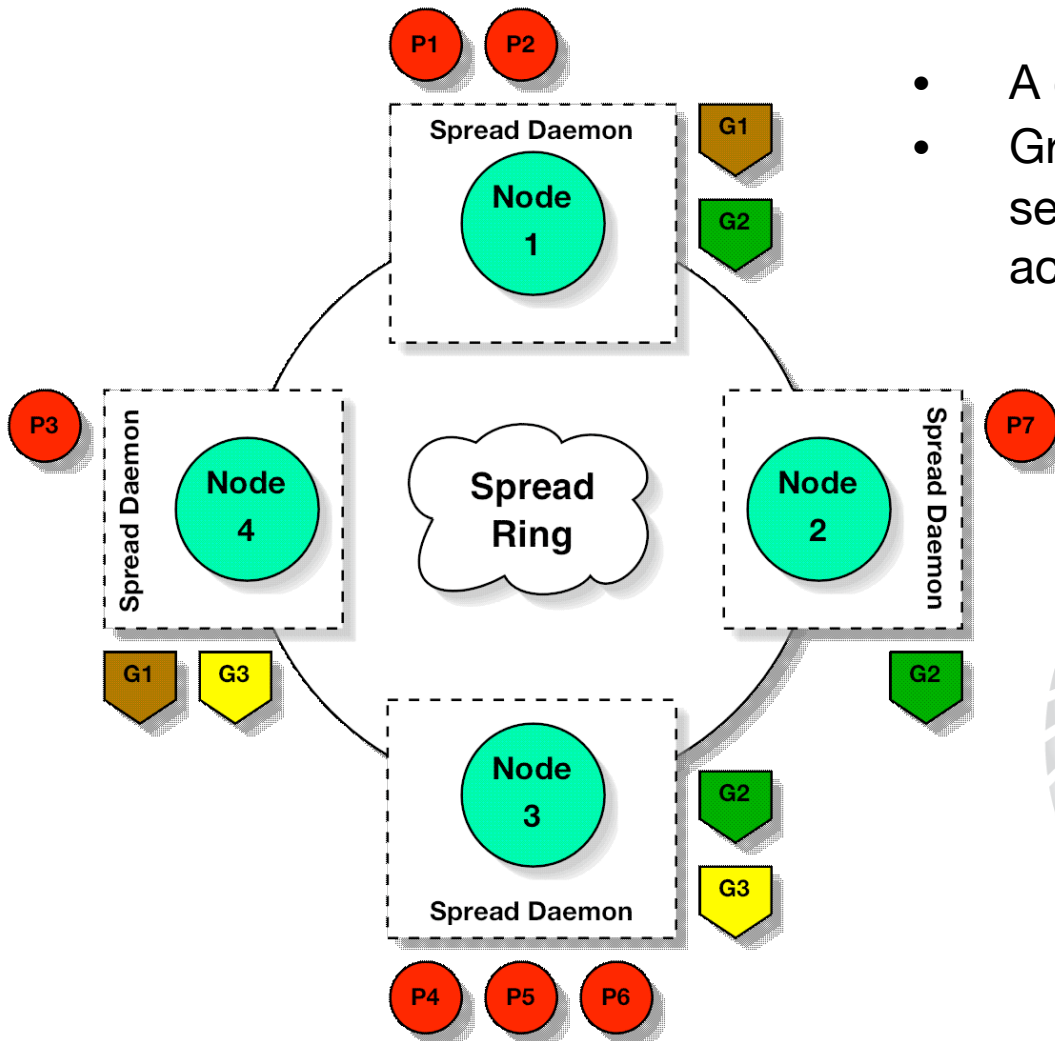 P1 P2
Spread Daemon
Node
1
G1
G2
• A
• Gr
se
ac
P3
Spread Daemon
Node
4
G1 G3
Spread
Ring
Node
2
Spread Daemon
P7
G2
Node
3
Spread Daemon
G2
G3
P4 P5 P6